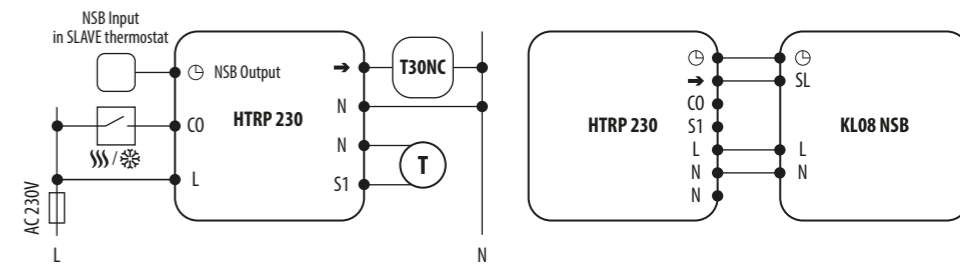 NSB Input
in SLAVE thermostat
NSB Output
CO
L
HTRP 230
➔
N
N
S1
T30NC
T
/
AC 230V
L
N
HTRP 230
➔
CO
S1
L
N
N
SL
L
N
KL08 NSB